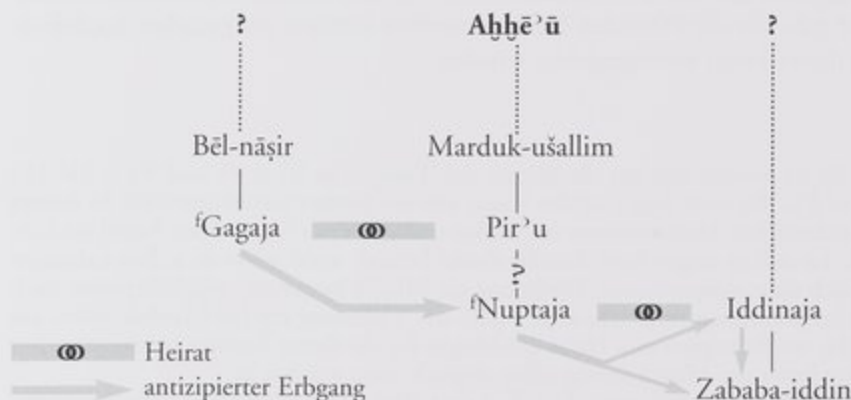 ? Aḫḫēʾū ?
Bēl-nāṣir Marduk-ušallim
ᶠGagaja Pirʾu
?
ᶠNuptaja Iddinaja
Heirat
antizipierter Erbgang Zababa-iddin